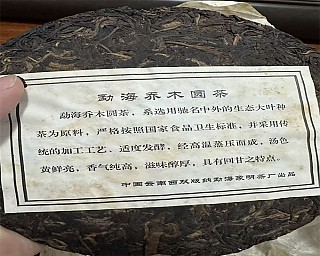 勐海乔木圆茶
勐海乔木圆茶，系选用驰名中外的生态大叶种
茶为原料，严格按照国家食品卫生标准，并采用传
统的加工工艺，适度发酵，经高温蒸压而成，汤色
黄鲜亮，香气纯高，滋味醇厚，具有回甘之特点。
中國雲南西双版纳勐海黎明茶厂出品